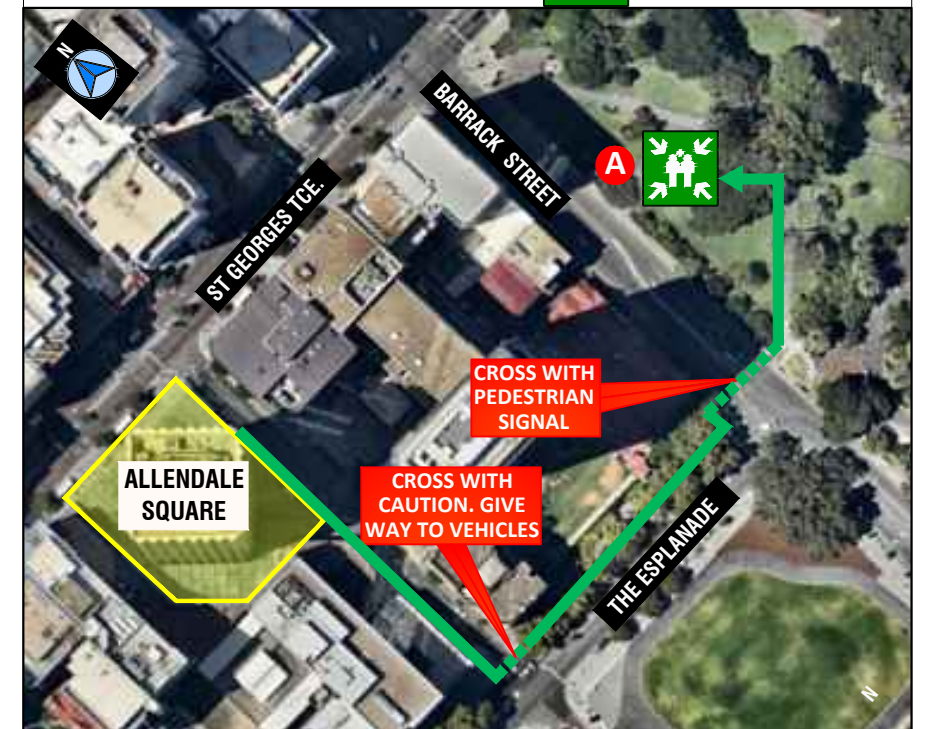 N
BARRACK STREET
A
ST GEORGES TCE.
CROSS WITH
PEDESTRIAN
SIGNAL
ALLENDALE
SQUARE
CROSS WITH
CAUTION. GIVE
WAY TO VEHICLES
THE ESPLANADE
N